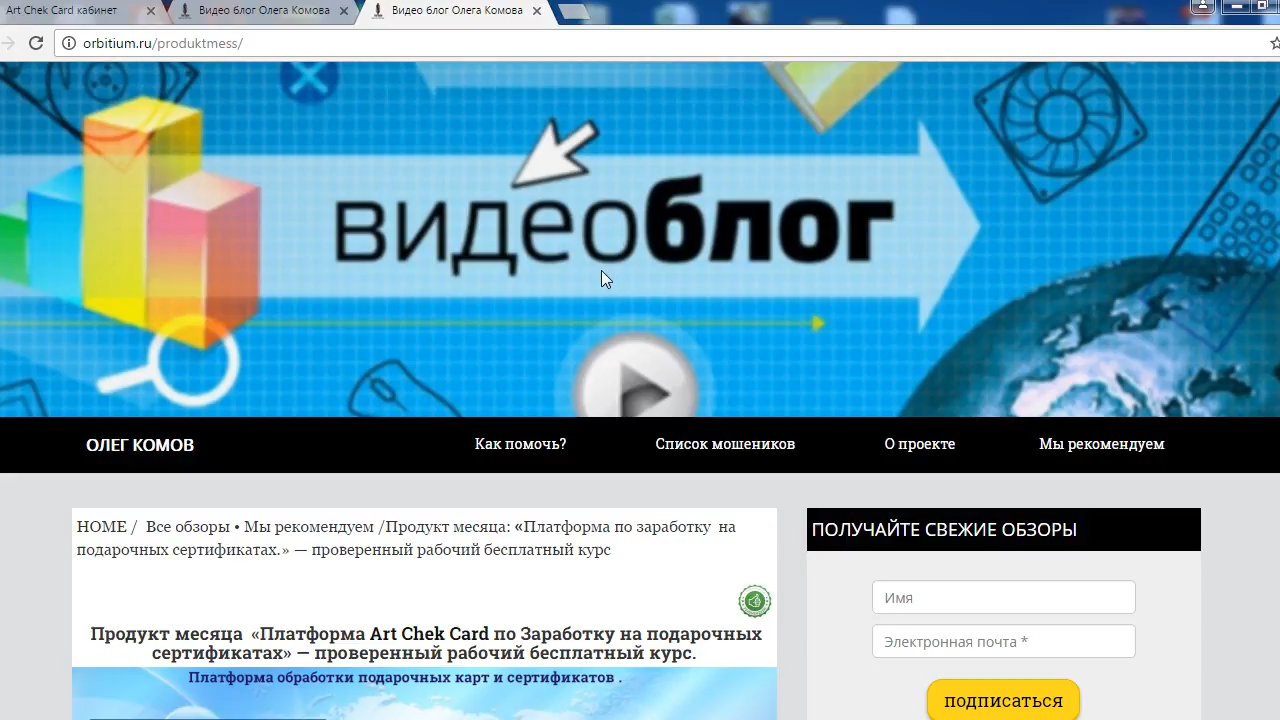 Art Chek Card кабинет
Видео блог Олега Комова
Видео блог Олега Комова
orbitium.ru/produktmess/
видеоблог
ОЛЕГ КОМОВ
Как помочь?
Список мошеников
О проекте
Мы рекомендуем
HOME / Все обзоры • Мы рекомендуем /Продукт месяца: «Платформа по заработку на
подарочных сертификатах.» — проверенный рабочий бесплатный курс
Продукт месяца «Платформа Art Chek Card по Заработку на подарочных
сертификатах» — проверенный рабочий бесплатный курс.
Платформа обработки подарочных карт и сертификатов .
ПОЛУЧАЙТЕ СВЕЖИЕ ОБЗОРЫ
Имя
Электронная почта *
подписаться